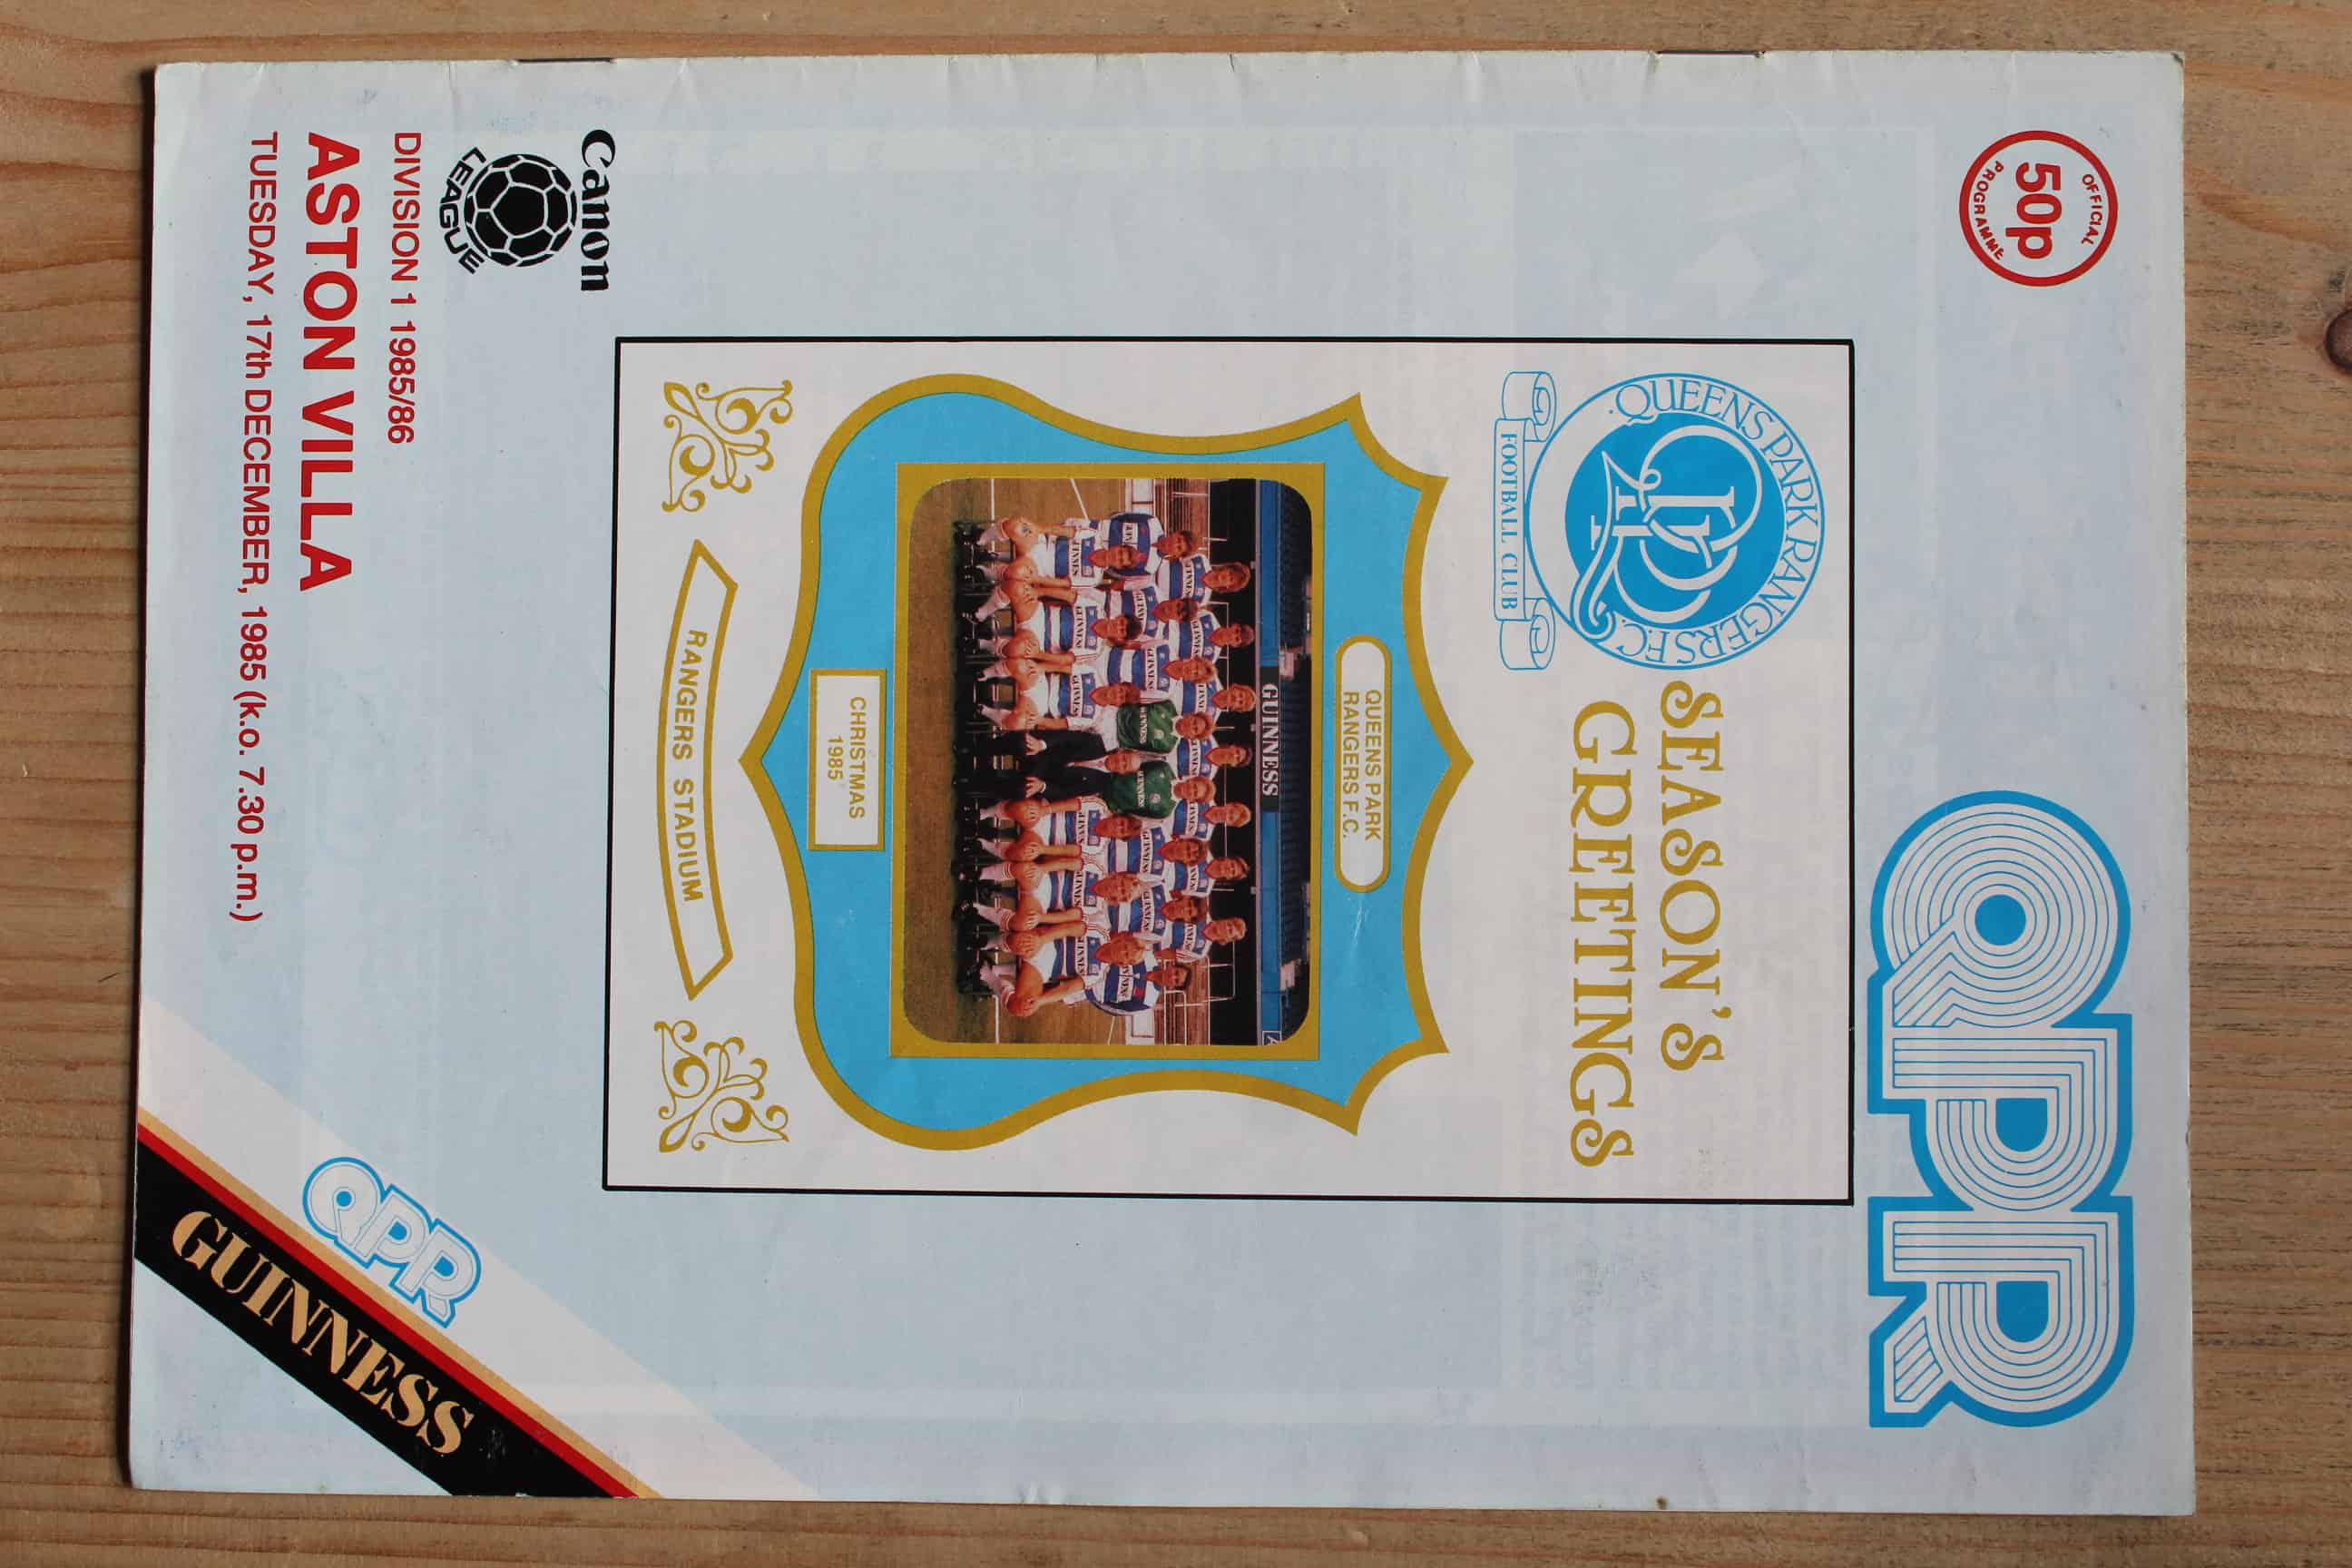 OFFICIAL
50p
PROGRAMME
QPR
QUEENS PARK RANGERS F.C.
QPR
FOOTBALL CLUB
SEASON'S
GREETINGS
QUEENS PARK
RANGERS F.C.
GUINNESS
CHRISTMAS
1985
RANGERS STADIUM
Canon
LEAGUE
DIVISION 1 1985/86
ASTON VILLA
TUESDAY, 17th DECEMBER, 1985 (k.o. 7.30 p.m.)
QPR
GUINNESS